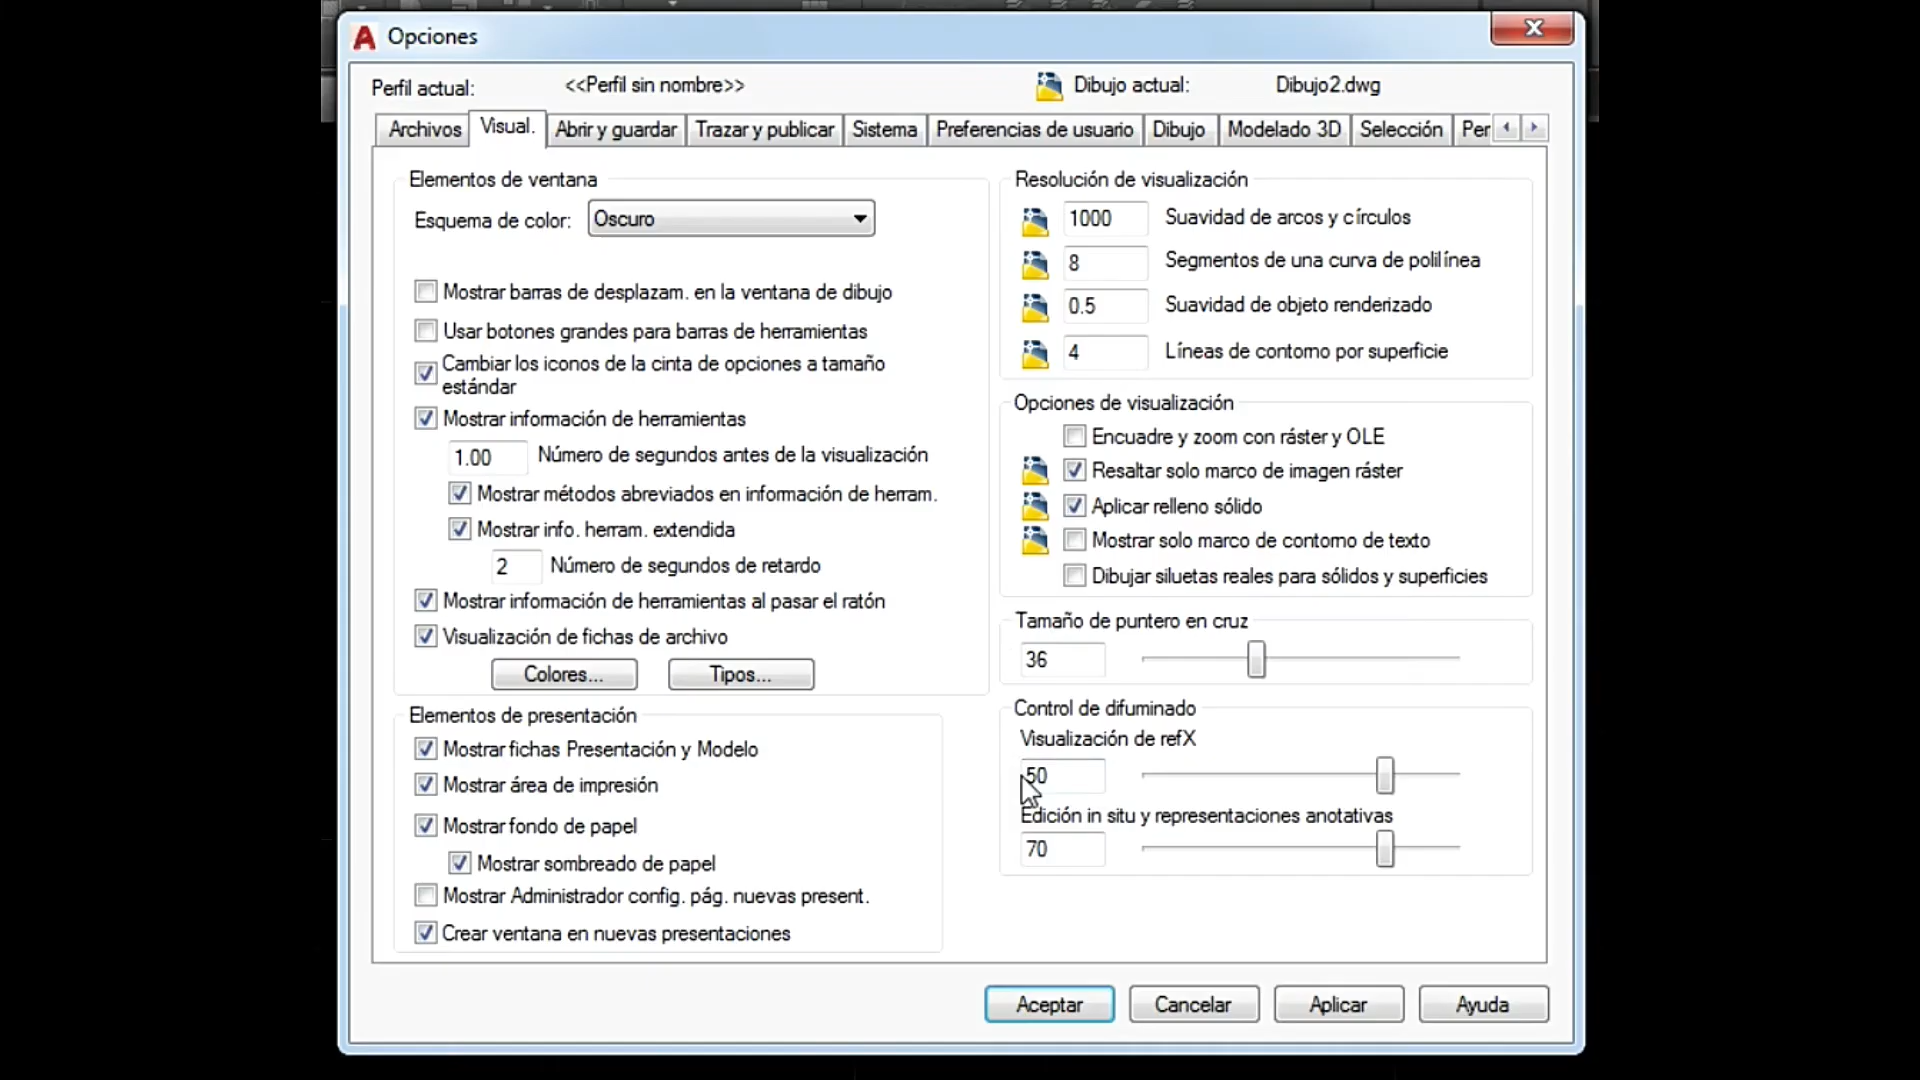 Opciones
Perfil actual:
<<Perfil sin nombre>>
Dibujo actual:
Dibujo2.dwg
Archivos
Visual.
Abrir y guardar
Trazar y publicar
Sistema
Preferencias de usuario
Dibujo
Modelado 3D
Selección
Per
Elementos de ventana
Esquema de color:
Oscuro
Mostrar barras de desplazam. en la ventana de dibujo
Usar botones grandes para barras de herramientas
Cambiar los iconos de la cinta de opciones a tamaño
estándar
Mostrar información de herramientas
1.00
Número de segundos antes de la visualización
Mostrar métodos abreviados en información de herram.
Mostrar info. herram. extendida
2
Número de segundos de retardo
Mostrar información de herramientas al pasar el ratón
Visualización de fichas de archivo
Colores...
Tipos...
Elementos de presentación
Mostrar fichas Presentación y Modelo
Mostrar área de impresión
Mostrar fondo de papel
Mostrar sombreado de papel
Mostrar Administrador config. pág. nuevas present.
Crear ventana en nuevas presentaciones
Resolución de visualización
1000
Suavidad de arcos y círculos
8
Segmentos de una curva de polilínea
0.5
Suavidad de objeto renderizado
4
Líneas de contorno por superficie
Opciones de visualización
Encuadre y zoom con ráster y OLE
Resaltar solo marco de imagen ráster
Aplicar relleno sólido
Mostrar solo marco de contorno de texto
Dibujar siluetas reales para sólidos y superficies
Tamaño de puntero en cruz
36
Control de difuminado
Visualización de refX
50
Edición in situ y representaciones anotativas
70
Aceptar
Cancelar
Aplicar
Ayuda